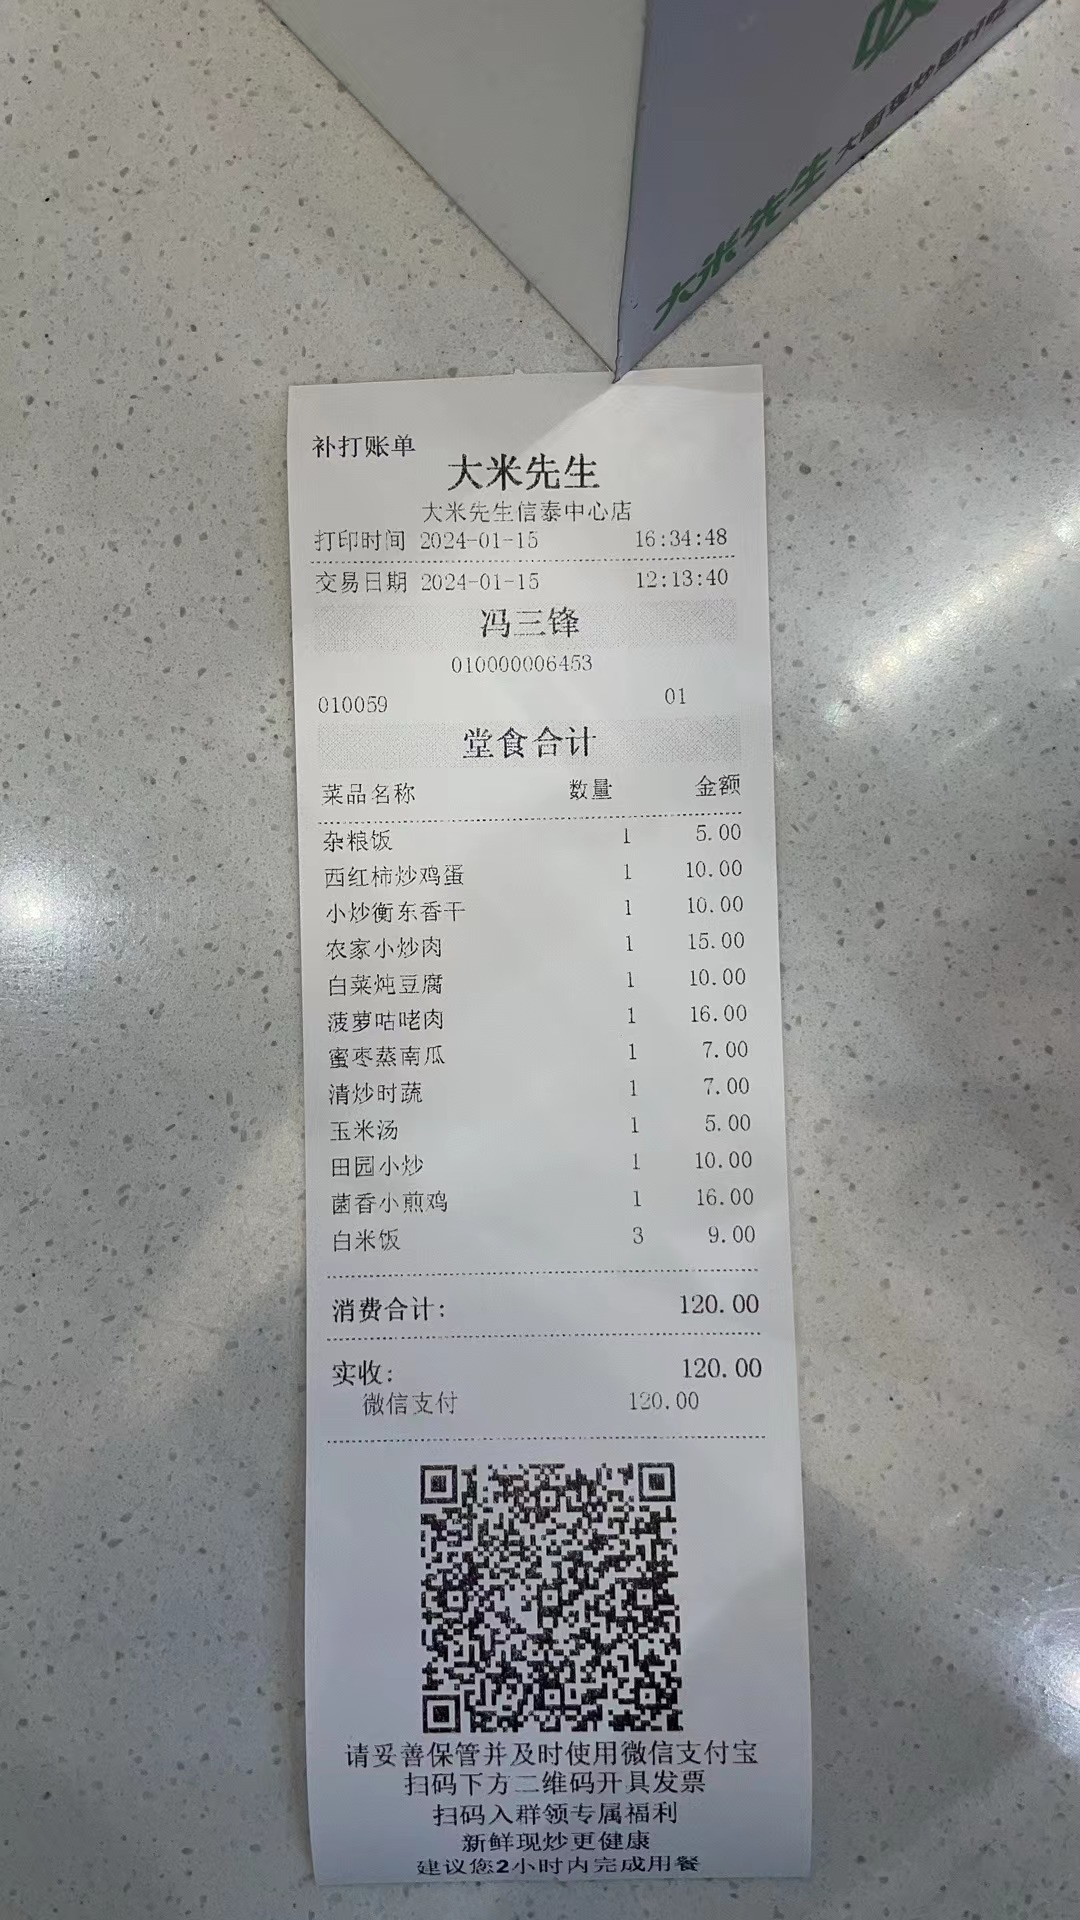 大米先生
补打账单
大米先生
大米先生信泰中心店
打印时间 2024-01-15 16:34:48
交易日期 2024-01-15 12:13:40
冯三锋
010000006453
010059 01
堂食合计
菜品名称 数量 金额
杂粮饭 1 5.00
西红柿炒鸡蛋 1 10.00
小炒衡东香干 1 10.00
农家小炒肉 1 15.00
白菜炖豆腐 1 10.00
菠萝咕咾肉 1 16.00
蜜枣蒸南瓜 1 7.00
清炒时蔬 1 7.00
玉米汤 1 5.00
田园小炒 1 10.00
菌香小煎鸡 1 16.00
白米饭 3 9.00
消费合计: 120.00
实收: 120.00
微信支付 120.00
请妥善保管并及时使用微信支付宝
扫码下方二维码开具发票
扫码入群领专属福利
新鲜现炒更健康
建议您2小时内完成用餐